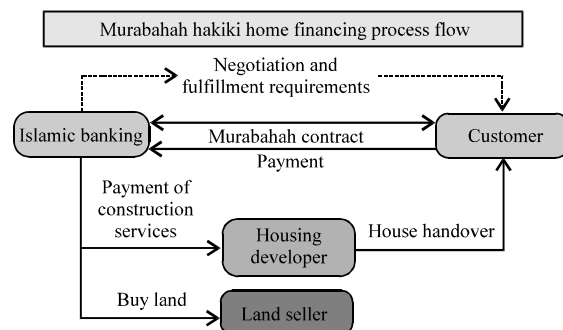 Murabahah hakiki home financing process flow
Negotiation and
fulfillment requirements
Islamic banking
Murabahah contract
Customer
Payment
Payment of
construction
services
Housing
developer
House handover
Buy land
Land seller